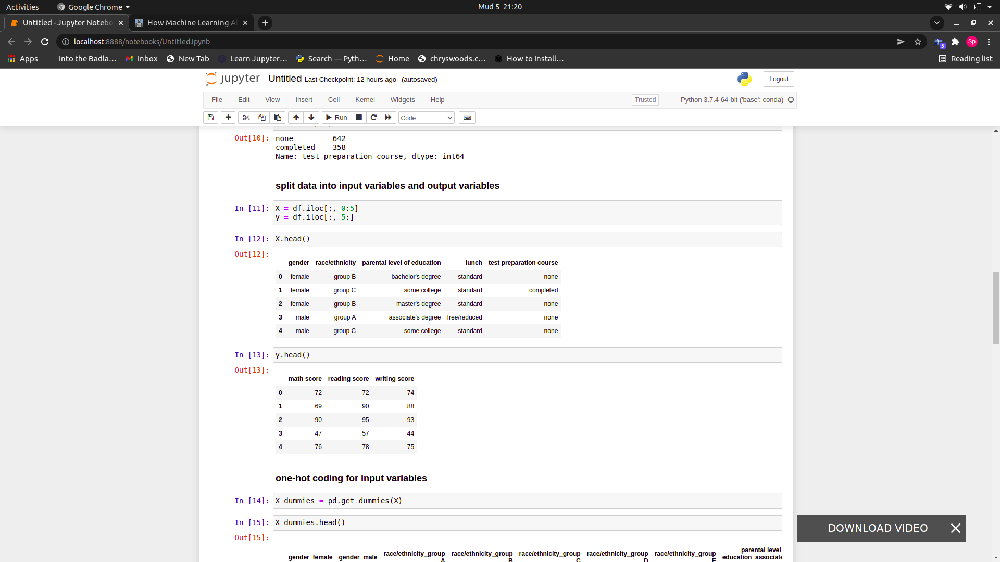 Activities
Google Chrome
Mud 5 21:20
Untitled - Jupyter Notebo
How Machine Learning Al
localhost:8888/notebooks/Untitled.ipynb
Sp
5
Apps
Into the Badla…
Inbox
New Tab
Learn Jupyter…
Search — Pyth…
Home
chryswoods.c…
How to Install…
Reading list
jupyter
Untitled Last Checkpoint: 12 hours ago (autosaved)
Logout
File Edit View Insert Cell Kernel Widgets Help
Trusted
Python 3.7.4 64-bit ('base': conda)
Run
Code
Out[10]: none 642
completed 358
Name: test preparation course, dtype: int64
split data into input variables and output variables
In [11]: X = df.iloc[:, 0:5]
y = df.iloc[:, 5:]
In [12]: X.head()
Out[12]:
gender race/ethnicity parental level of education lunch test preparation course
0 female group B bachelor's degree standard none
1 female group C some college standard completed
2 female group B master's degree standard none
3 male group A associate's degree free/reduced none
4 male group C some college standard none
In [13]: y.head()
Out[13]:
math score reading score writing score
0 72 72 74
1 69 90 88
2 90 95 93
3 47 57 44
4 76 78 75
one-hot coding for input variables
In [14]: X_dummies = pd.get_dummies(X)
In [15]: X_dummies.head()
Out[15]:
gender_female gender_male race/ethnicity_group A race/ethnicity_group B race/ethnicity_group C race/ethnicity_group D race/ethnicity_group E parental level education_associate
DOWNLOAD VIDEO